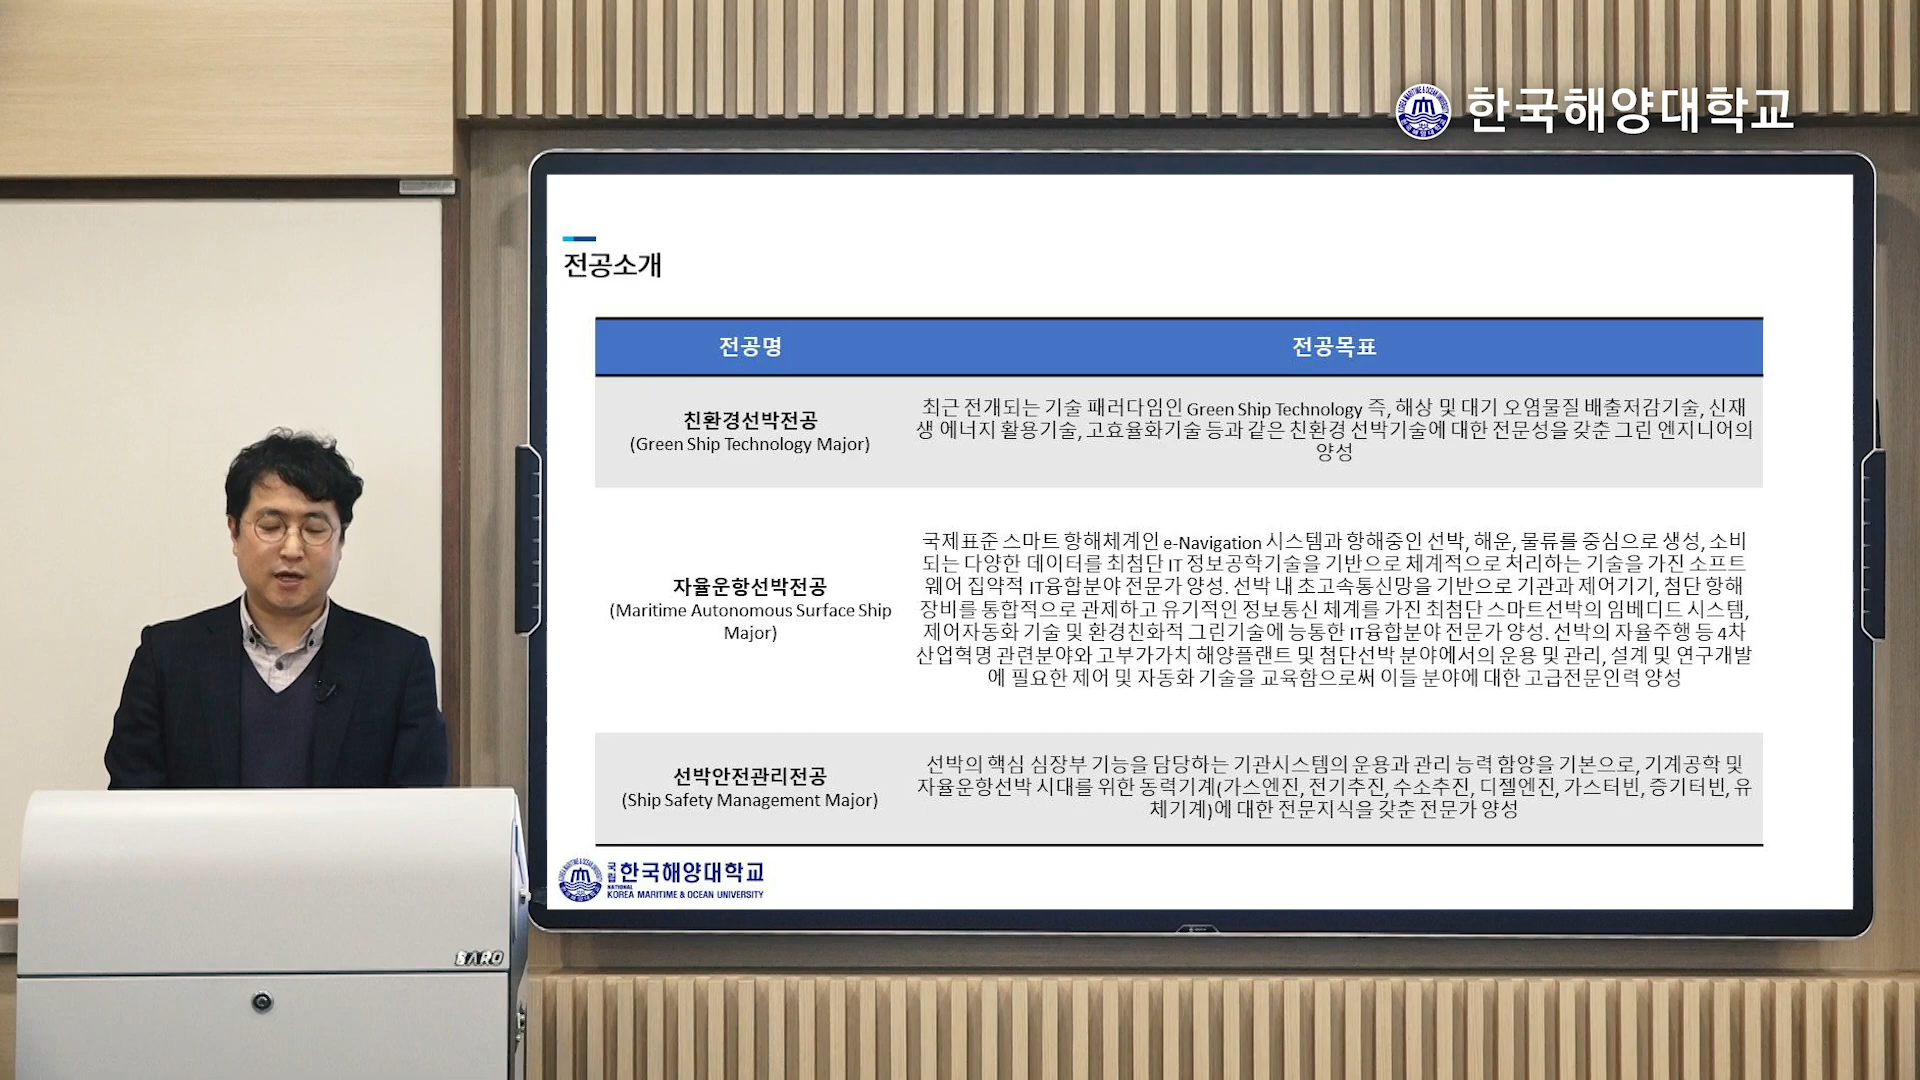 한국해양대학교
전공소개
전공명
전공목표
친환경선박전공
(Green Ship Technology Major)
최근 전개되는 기술 패러다임인 Green Ship Technology 즉, 해상 및 대기 오염물질 배출저감기술, 신재
생 에너지 활용기술, 고효율화기술 등과 같은 친환경 선박기술에 대한 전문성을 갖춘 그린 엔지니어의
양성
자율운항선박전공
(Maritime Autonomous Surface Ship
Major)
국제표준 스마트 항해체계인 e-Navigation 시스템과 항해중인 선박, 해운, 물류를 중심으로 생성, 소비
되는 다양한 데이터를 최첨단 IT 정보공학기술을 기반으로 체계적으로 처리하는 기술을 가진 소프트
웨어 집약적 IT융합분야 전문가 양성. 선박 내 초고속통신망을 기반으로 기관과 제어기기, 첨단 항해
장비를 통합적으로 관제하고 유기적인 정보통신 체계를 가진 최첨단 스마트선박의 임베디드 시스템,
제어자동화 기술 및 환경친화적 그린기술에 능통한 IT융합분야 전문가 양성. 선박의 자율주행 등 4차
산업혁명 관련분야와 고부가가치 해양플랜트 및 첨단선박 분야에서의 운용 및 관리, 설계 및 연구개발
에 필요한 제어 및 자동화 기술을 교육함으로써 이들 분야에 대한 고급전문인력 양성
선박안전관리전공
(Ship Safety Management Major)
선박의 핵심 심장부 기능을 담당하는 기관시스템의 운용과 관리 능력 함양을 기본으로, 기계공학 및
자율운항선박 시대를 위한 동력기계(가스엔진, 전기추진, 수소추진, 디젤엔진, 가스터빈, 증기터빈, 유
체기계)에 대한 전문지식을 갖춘 전문가 양성
국립 한국해양대학교
NATIONAL
KOREA MARITIME & OCEAN UNIVERSITY
BARO